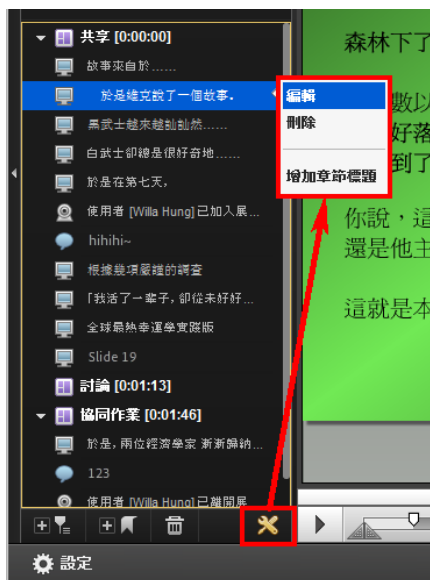 共享 [0:00:00]
故事來自於……
於是維克說了一個故事.
黑武士越來越訕訕然……
白武士卻總是很好奇地……
於是在第七天，
使用者 [Willa Hung] 已加入展...
hihihi~
根據幾項嚴謹的調查
「我活了一輩子，卻從未好好...
全球最熱幸運學實踐版
Slide 19
討論 [0:01:13]
協同作業 [0:01:46]
於是，兩位經濟學家 漸漸歸納...
123
使用者 [Willa Hung] 已離開展
設定
編輯
刪除
增加章節標題
森林下了
數以
好落
到了
你說，這
還是他主
這就是本